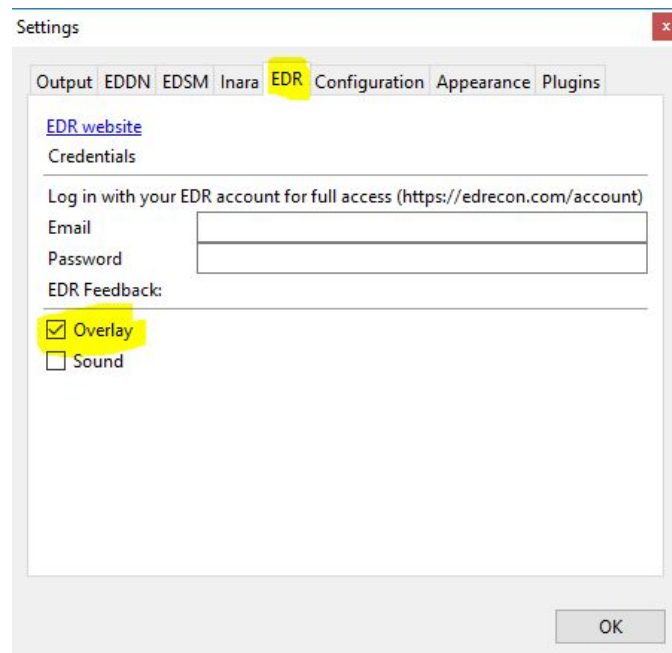 Settings
x
Output EDDN EDSM Inara EDR Configuration Appearance Plugins
EDR website
Credentials
Log in with your EDR account for full access (https://edrecon.com/account)
Email
Password
EDR Feedback:
Overlay
Sound
OK